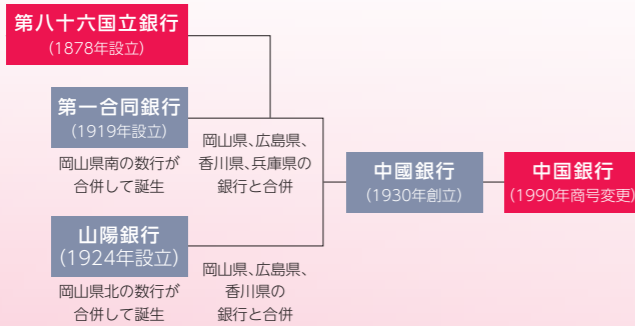 第八十六国立銀行
(1878年設立)
第一合同銀行
(1919年設立)
岡山県南の数行が
合併して誕生
岡山県、広島県、
香川県、兵庫県の
銀行と合併
山陽銀行
(1924年設立)
岡山県北の数行が
合併して誕生
岡山県、広島県、
香川県の
銀行と合併
中國銀行
(1930年創立)
中国銀行
(1990年商号変更)